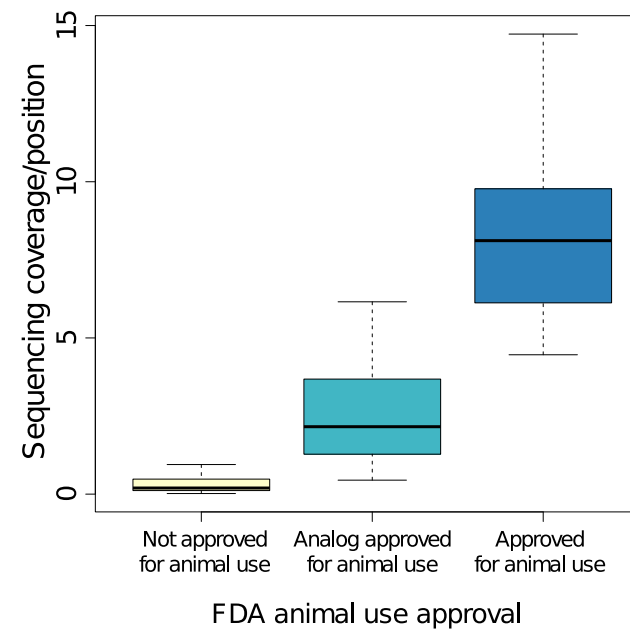 15
10
5
0
Sequencing coverage/position
Not approved
for animal use
Analog approved
for animal use
Approved
for animal use
FDA animal use approval